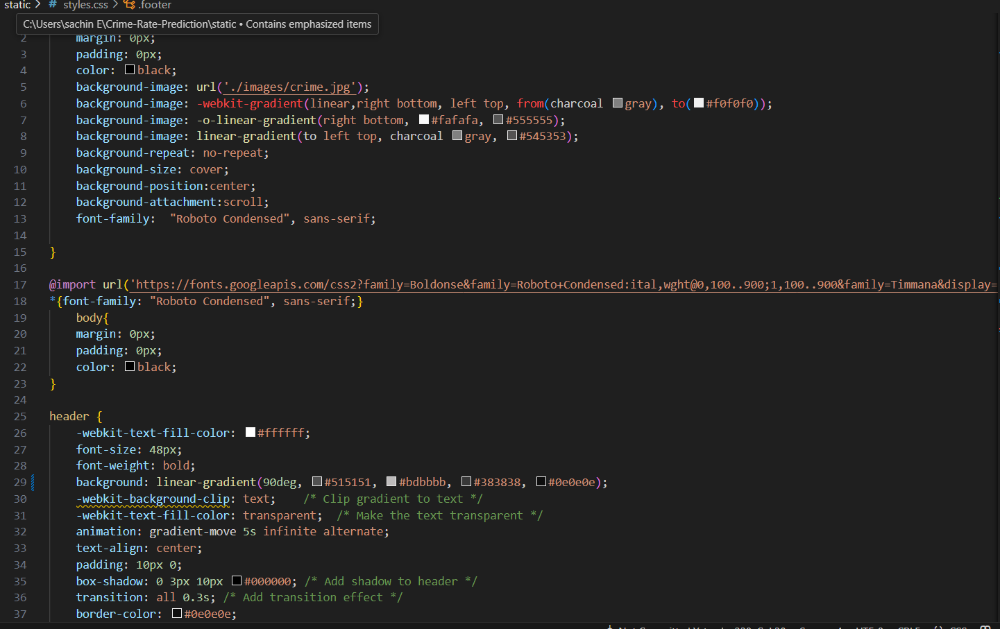 static > # styles.css > .footer
C:\Users\sachin E\Crime-Rate-Prediction\static • Contains emphasized items
2 margin: 0px;
3 padding: 0px;
4 color: black;
5 background-image: url('./images/crime.jpg');
6 background-image: -webkit-gradient(linear,right bottom, left top, from(charcoal gray), to(#f0f0f0));
7 background-image: -o-linear-gradient(right bottom, #fafafa, #555555);
8 background-image: linear-gradient(to left top, charcoal gray, #545353);
9 background-repeat: no-repeat;
10 background-size: cover;
11 background-position:center;
12 background-attachment:scroll;
13 font-family:  "Roboto Condensed", sans-serif;
14
15 }
16
17 @import url('https://fonts.googleapis.com/css2?family=Boldonse&family=Roboto+Condensed:ital,wght@0,100..900;1,100..900&family=Timmana&display=
18 *{font-family: "Roboto Condensed", sans-serif;}
19 body{
20 margin: 0px;
21 padding: 0px;
22 color: black;
23 }
24
25 header {
26 -webkit-text-fill-color: #ffffff;
27 font-size: 48px;
28 font-weight: bold;
29 background: linear-gradient(90deg, #515151, #bdbbbb, #383838, #0e0e0e);
30 -webkit-background-clip: text;    /* Clip gradient to text */
31 -webkit-text-fill-color: transparent;  /* Make the text transparent */
32 animation: gradient-move 5s infinite alternate;
33 text-align: center;
34 padding: 10px 0;
35 box-shadow: 0 3px 10px #000000; /* Add shadow to header */
36 transition: all 0.3s; /* Add transition effect */
37 border-color: #0e0e0e;